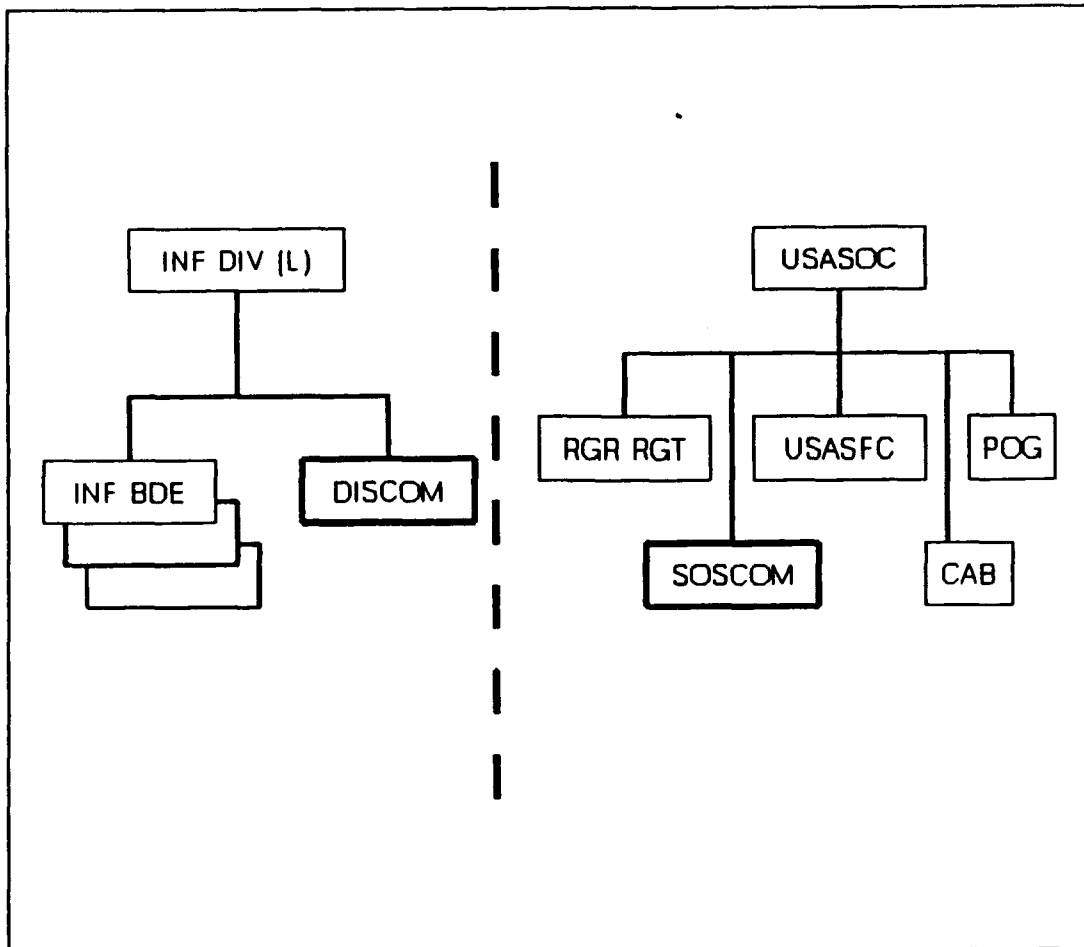 INF DIV (L)
INF BDE
DISCOM
USASOC
RGR RGT
USASFC
POG
SOSCOM
CAB